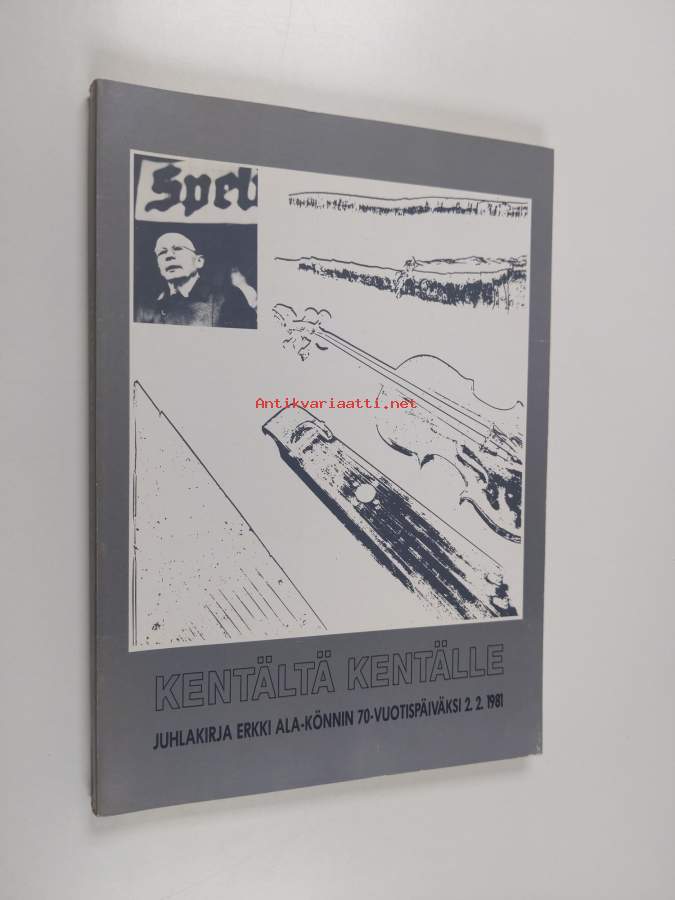 Spel
Antikvariaatti.net
KENTÄLTÄ KENTÄLLE
JUHLAKIRJA ERKKI ALA-KÖNNIN 70-VUOTISPÄIVÄKSI 2. 2. 1981